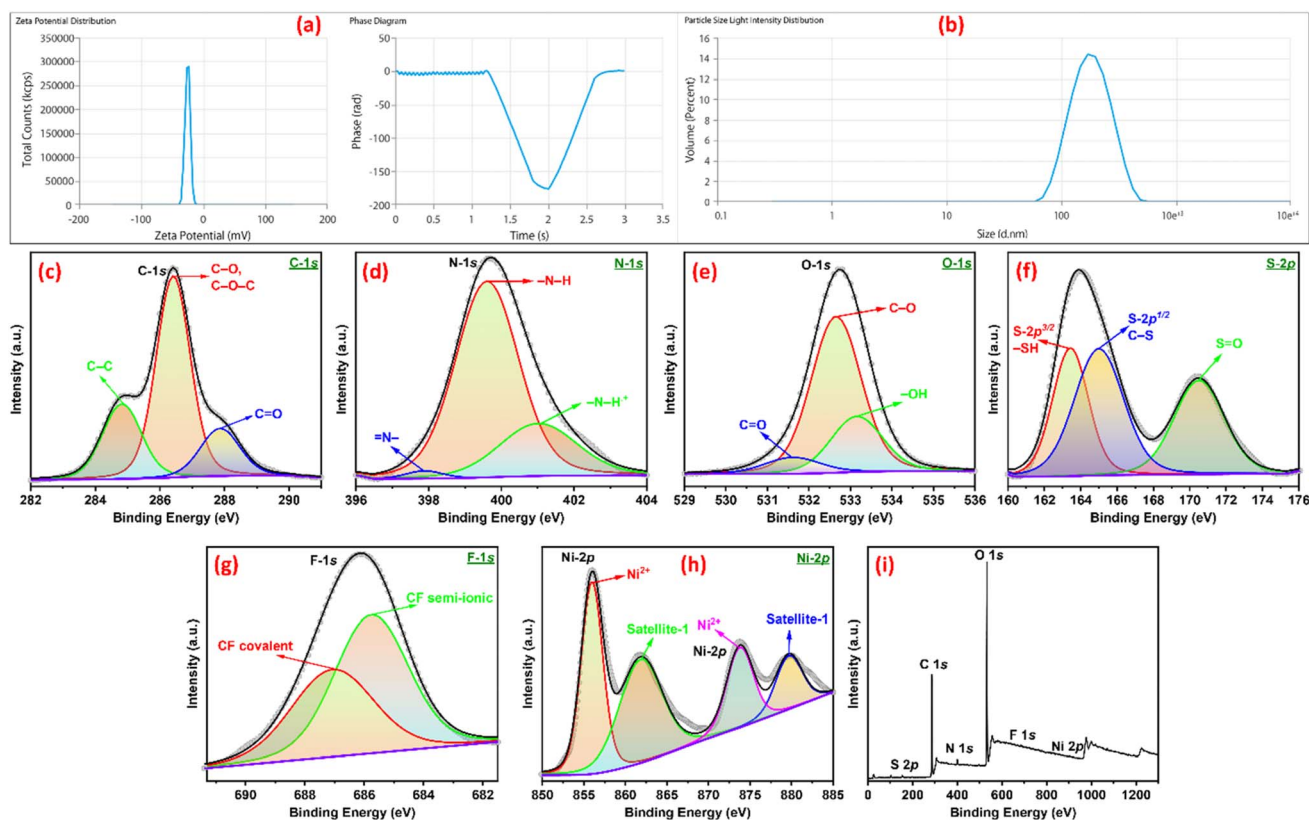 Zeta Potential Distribution
(a)
350000
300000
250000
200000
150000
100000
50000
0
Total Counts (kcps)
-200
-100
0
100
200
Zeta Potential (mV)
Phase Diagram
50
0
-50
-100
-150
-200
Phase (rad)
0 0.5 1 1.5 2 2.5 3 3.5
Time (s)
Particle Size Light Intensity Distibution
(b)
16
14
12
10
8
6
4
2
0
Volume (Percent)
0.1 1 10 100
Size (d.nm)
(c)
C-1s
C–O,
C–O–C
C-1s
C–C
C=O
Intensity (a.u.)
282 284 286 288 290
Binding Energy (eV)
(d)
N-1s
N-1s
–N–H
–N–H⁺
=N–
Intensity (a.u.)
396 398 400 402 404
Binding Energy (eV)
(e)
O-1s
O-1s
C–O
–OH
C=O
Intensity (a.u.)
529 530 531 532 533 534 535 536
Binding Energy (eV)
(f)
S-2p
S-2p3/2
–SH
S-2p1/2
C–S
S=O
Intensity (a.u.)
160 162 164 166 168 170 172 174 176
Binding Energy (eV)
(g)
F-1s
F-1s
CF semi-ionic
CF covalent
Intensity (a.u.)
690 688 686 684 682
Binding Energy (eV)
Ni-2p
(h)
Ni-2p
Ni2+
Satellite-1
Ni2+
Ni-2p
Satellite-1
Intensity (a.u.)
850 855 860 865 870 875 880 885
Binding Energy (eV)
O 1s
(i)
C 1s
N 1s
F 1s
Ni 2p
S 2p
Intensity (a.u.)
0 200 400 600 800 1000 1200
Binding Energy (eV)